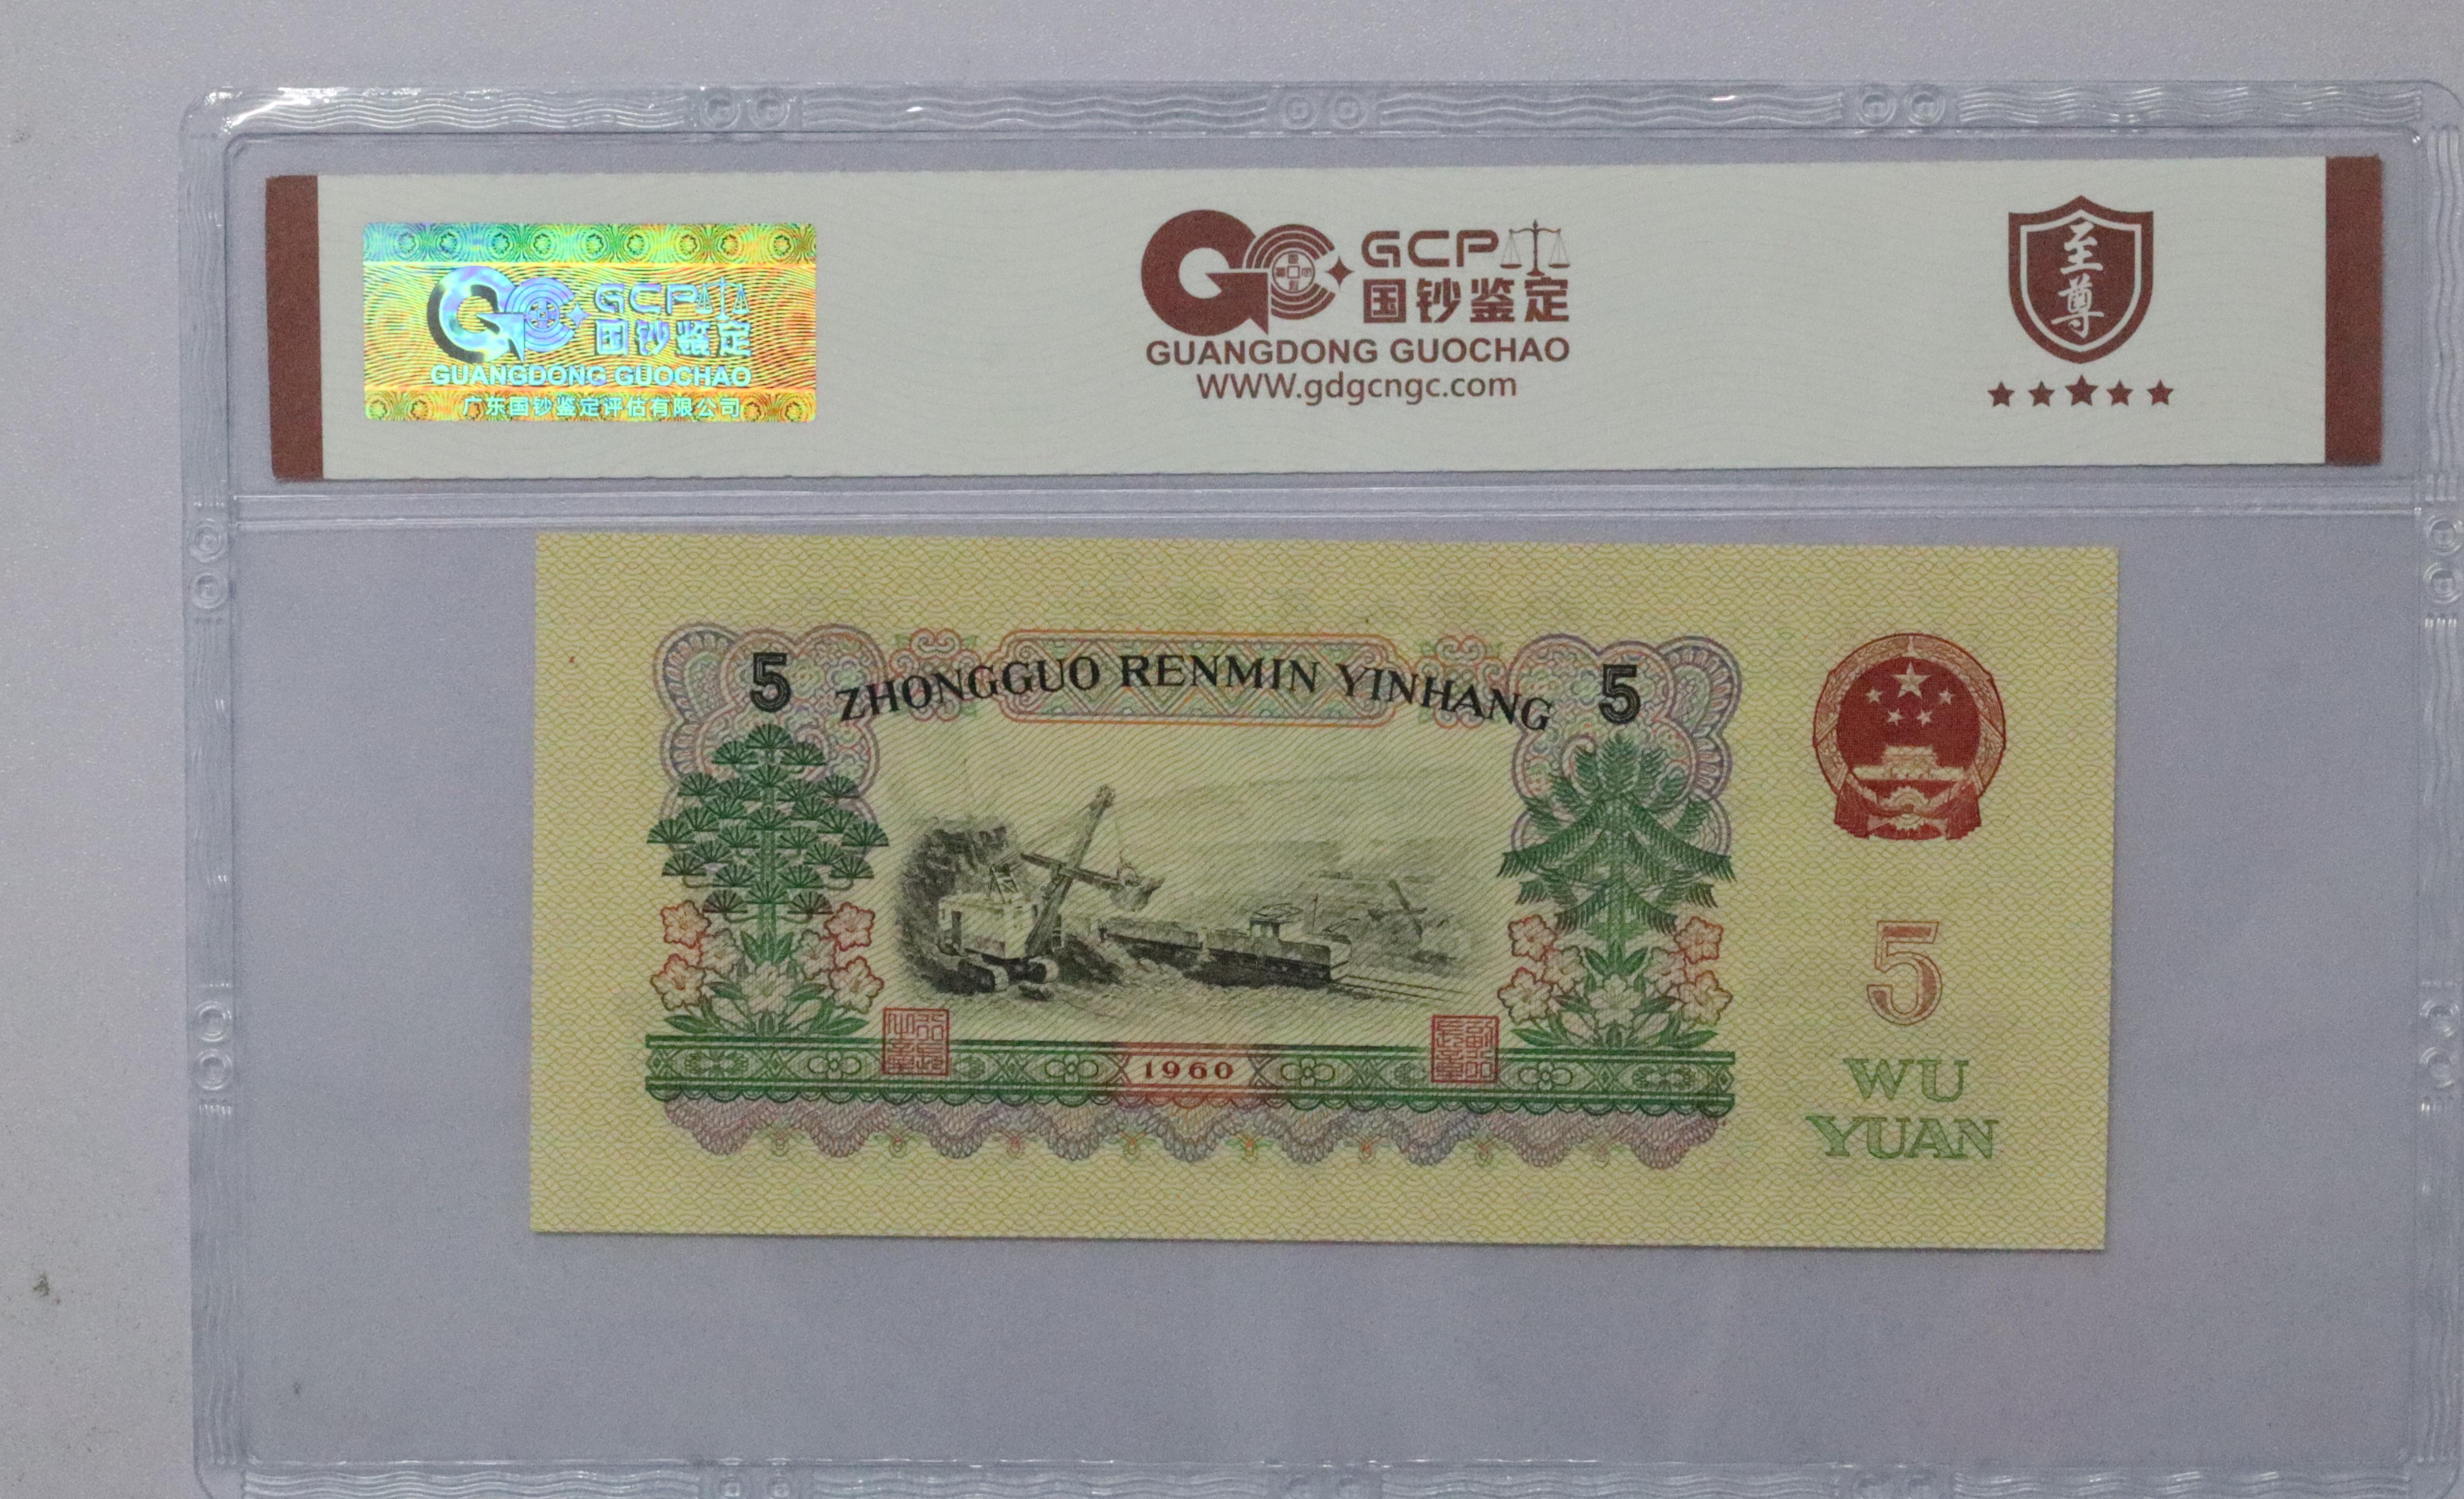 GCP
国钞鉴定
GUANGDONG GUOCHAO
广东国钞鉴定评估有限公司
GCP
国钞鉴定
GUANGDONG GUOCHAO
WWW.gdgcngc.com
至尊
5 ZHONGGUO RENMIN YINHANG 5
1960
5
WU
YUAN